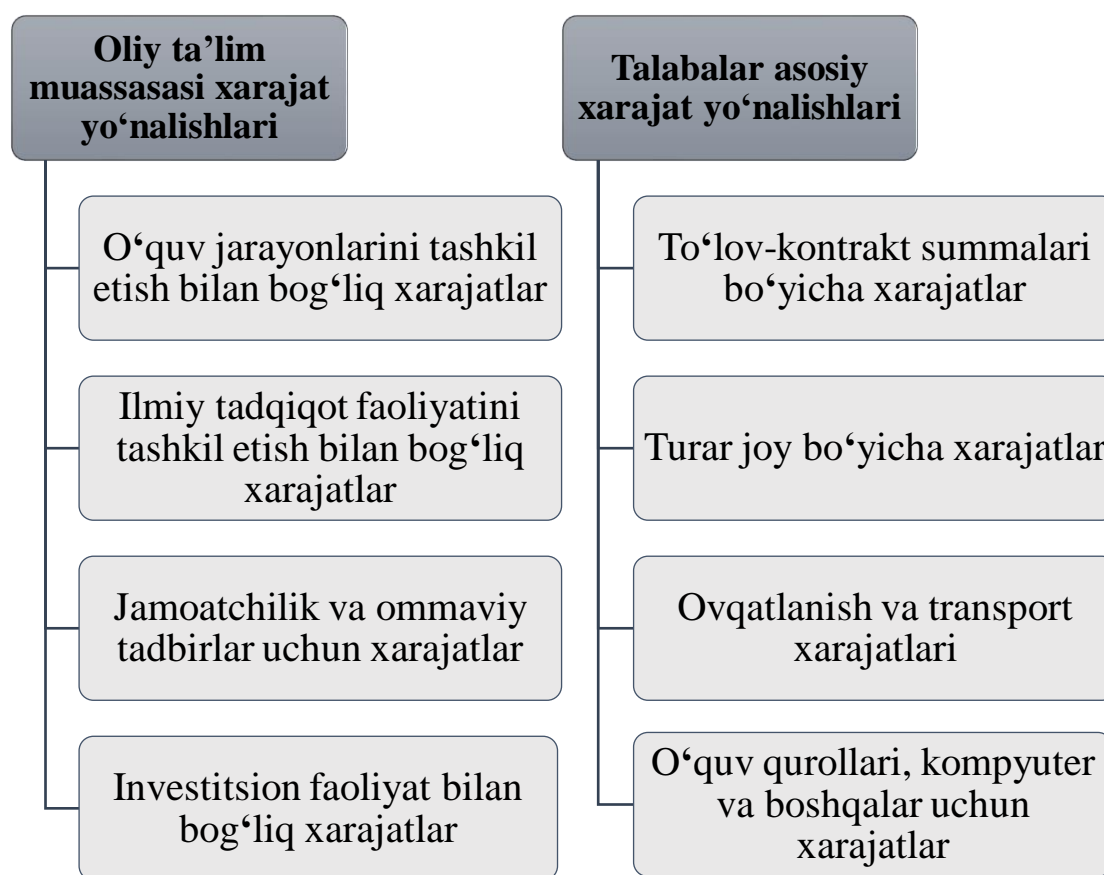 Oliy ta’lim
muassasasi xarajat
yo‘nalishlari
O‘quv jarayonlarini tashkil
etish bilan bog‘liq xarajatlar
Ilmiy tadqiqot faoliyatini
tashkil etish bilan bog‘liq
xarajatlar
Jamoatchilik va ommaviy
tadbirlar uchun xarajatlar
Investitsion faoliyat bilan
bog‘liq xarajatlar
Talabalar asosiy
xarajat yo‘nalishlari
To‘lov-kontrakt summalari
bo‘yicha xarajatlar
Turar joy bo‘yicha xarajatlar
Ovqatlanish va transport
xarajatlari
O‘quv qurollari, kompyuter
va boshqalar uchun
xarajatlar